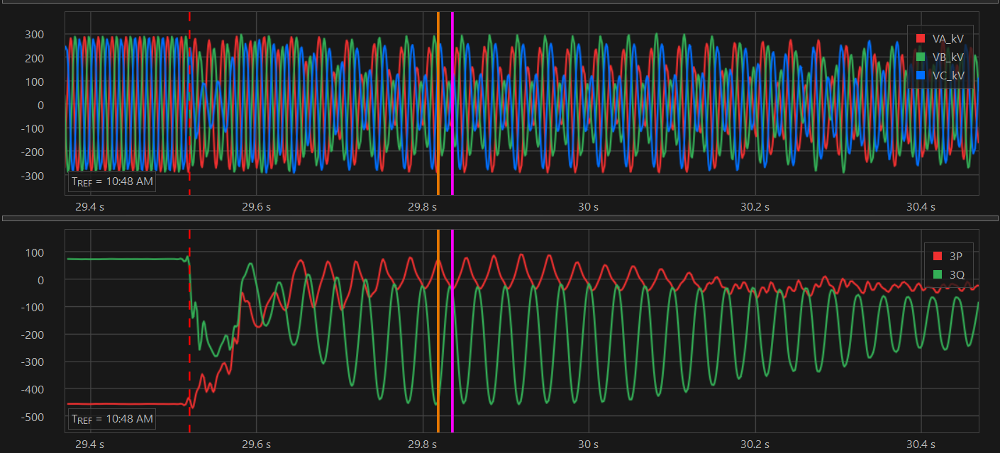 300
200
100
0
-100
-200
-300
VA_kV
VB_kV
VC_kV
TREF = 10:48 AM
29.4 s
29.6 s
29.8 s
30 s
30.2 s
30.4 s
100
0
-100
-200
-300
-400
-500
3P
3Q
TREF = 10:48 AM
29.4 s
29.6 s
29.8 s
30 s
30.2 s
30.4 s